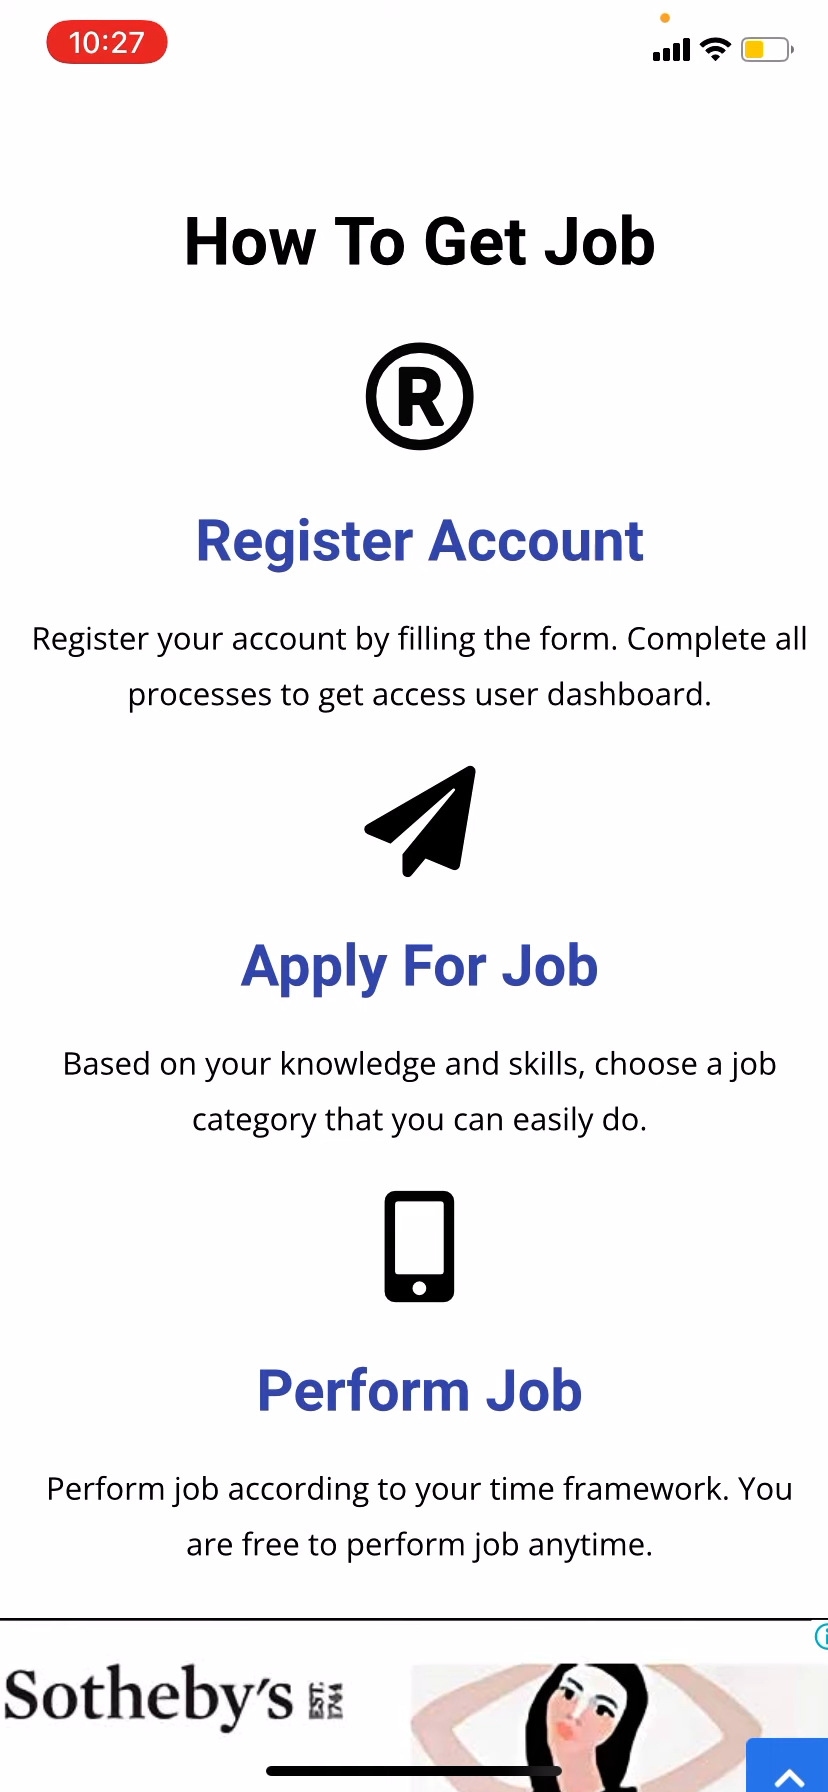 10:27
How To Get Job
®
Register Account
Register your account by filling the form. Complete all
processes to get access user dashboard.
Apply For Job
Based on your knowledge and skills, choose a job
category that you can easily do.
Perform Job
Perform job according to your time framework. You
are free to perform job anytime.
Sotheby's EST. 1744